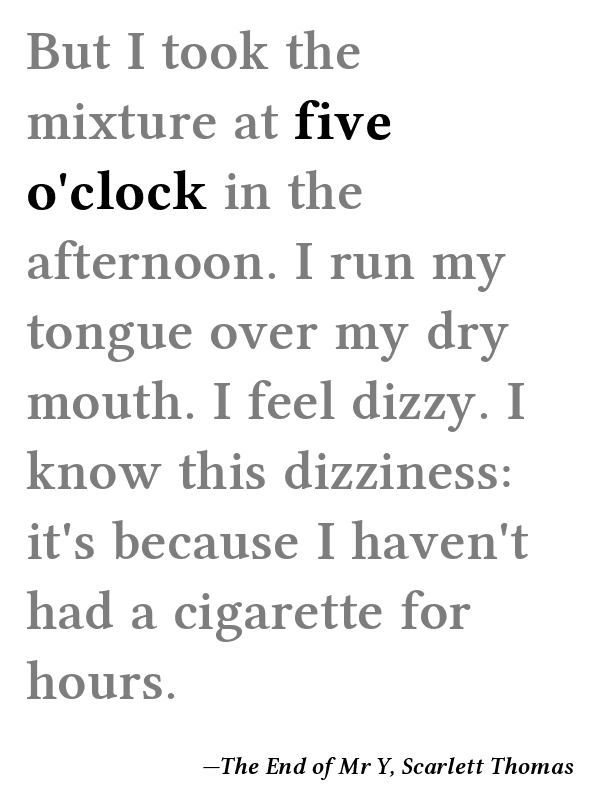 But I took the
mixture at five
o'clock in the
afternoon. I run my
tongue over my dry
mouth. I feel dizzy. I
know this dizziness:
it's because I haven't
had a cigarette for
hours.
—The End of Mr Y, Scarlett Thomas